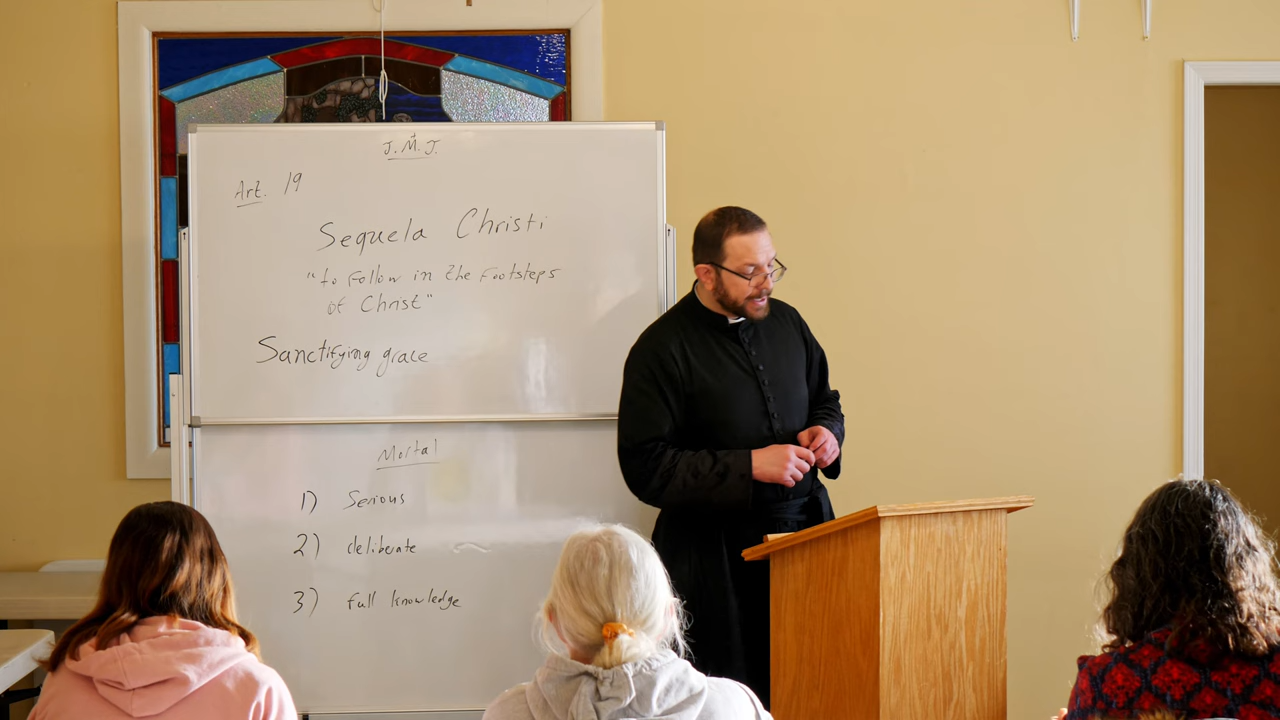 J.M.J.
Art. 19
Sequela Christi
"to follow in the footsteps
of Christ"
Sanctifying grace
Mortal
1) Serious
2) deliberate
3) full knowledge